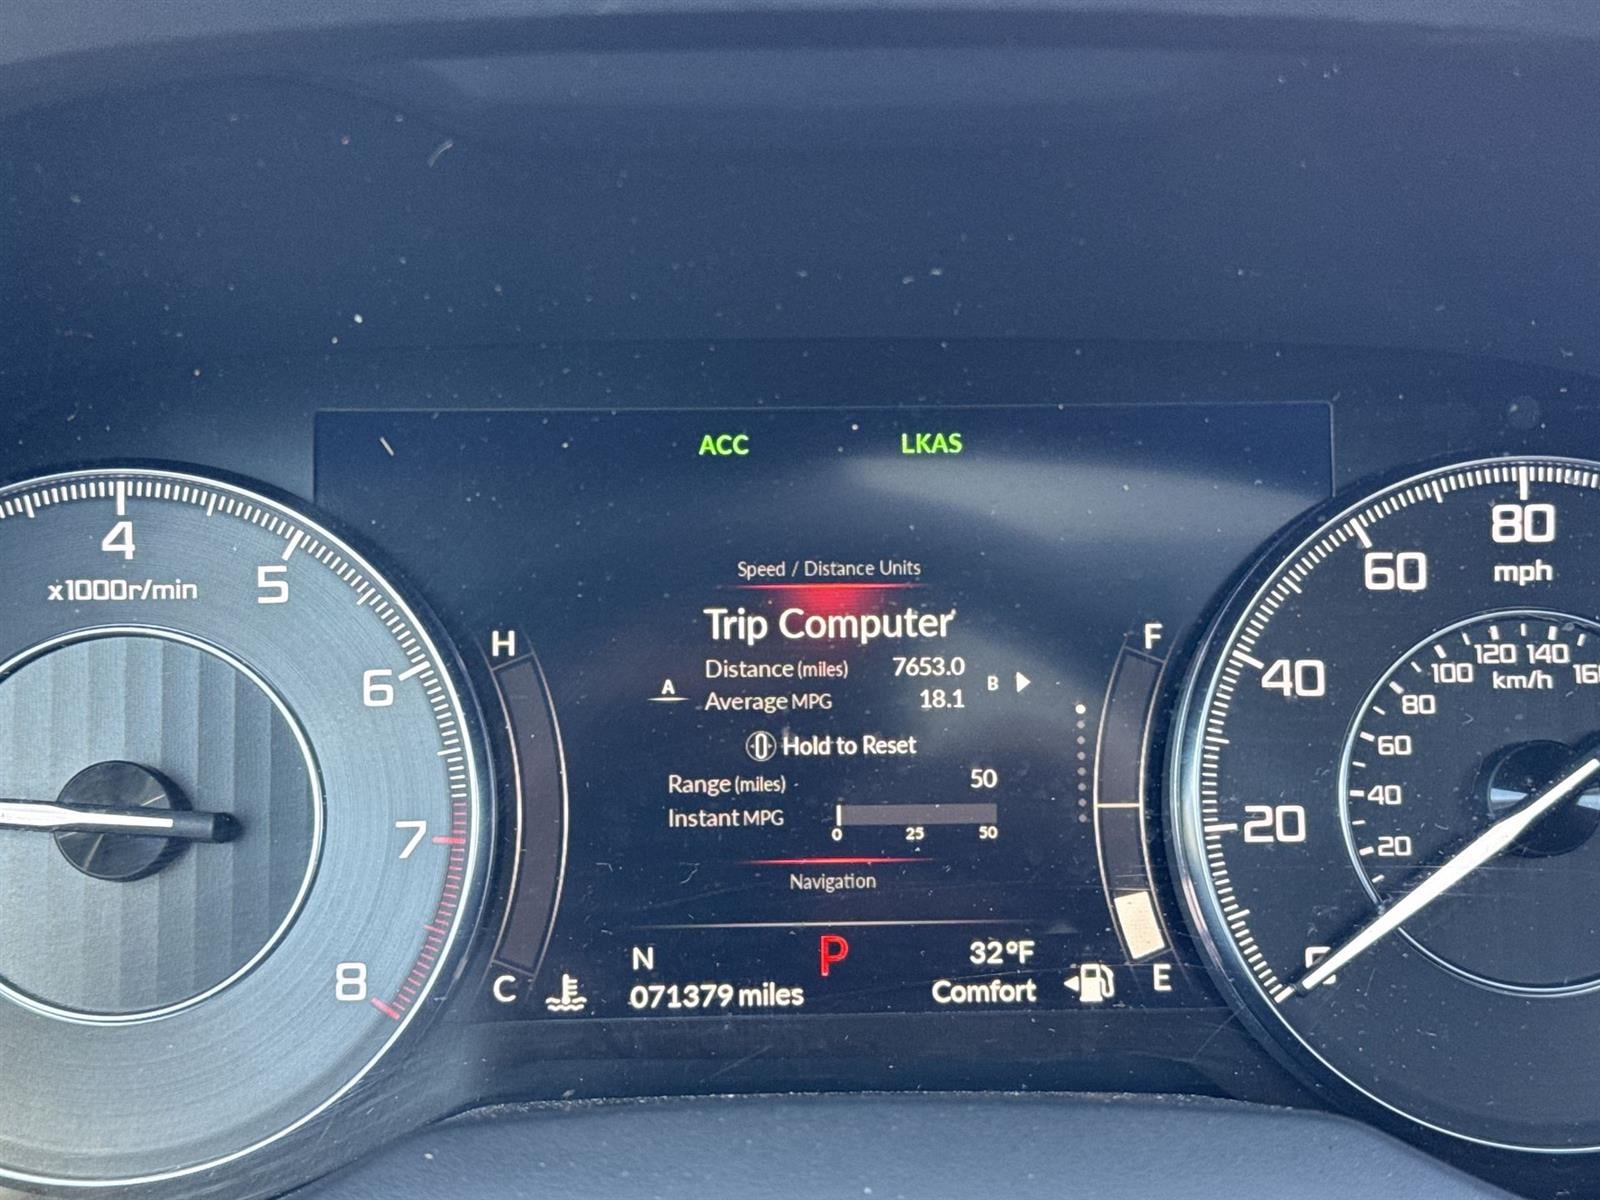 ACC LKAS
4
x1000r/min
5
6
7
8
H
C
Speed / Distance Units
Trip Computer
A
Distance (miles) 7653.0
Average MPG 18.1
B
Hold to Reset
Range (miles) 50
Instant MPG
0 25 50
Navigation
N
P
32°F
071379 miles
Comfort
F
E
80
mph
60
40
20
120 140
100
km/h
80
60
40
20